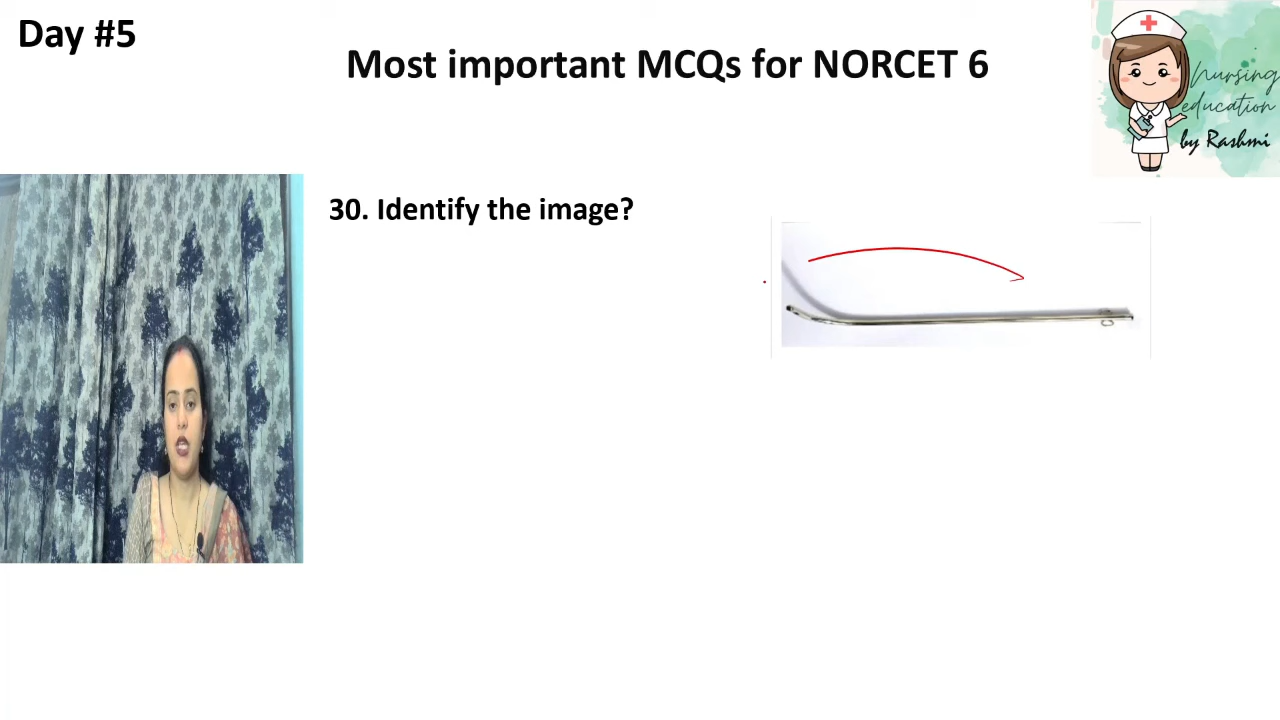 Day #5
Most important MCQs for NORCET 6
nursing
education
by Rashmi
30. Identify the image?